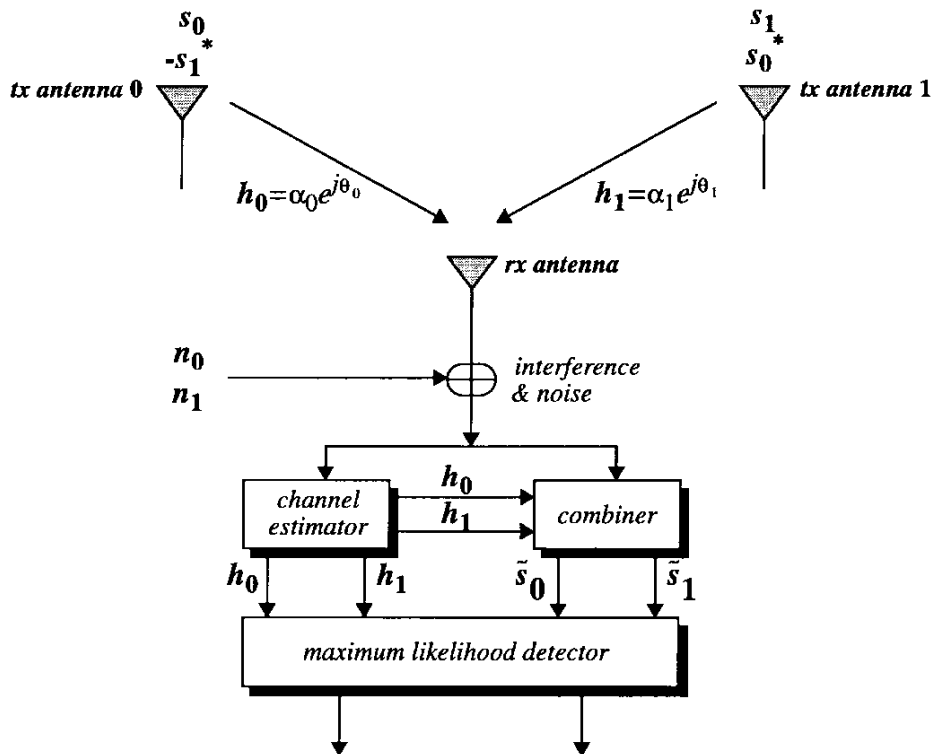 s₀
-s₁*
tx antenna 0
s₁
s₀*
tx antenna 1
h₀=α₀e^{jθ₀}
h₁=α₁e^{jθ₁}
rx antenna
n₀
n₁
interference
& noise
channel
estimator
h₀
h₁
combiner
h₀
h₁
s̃₀
s̃₁
maximum likelihood detector